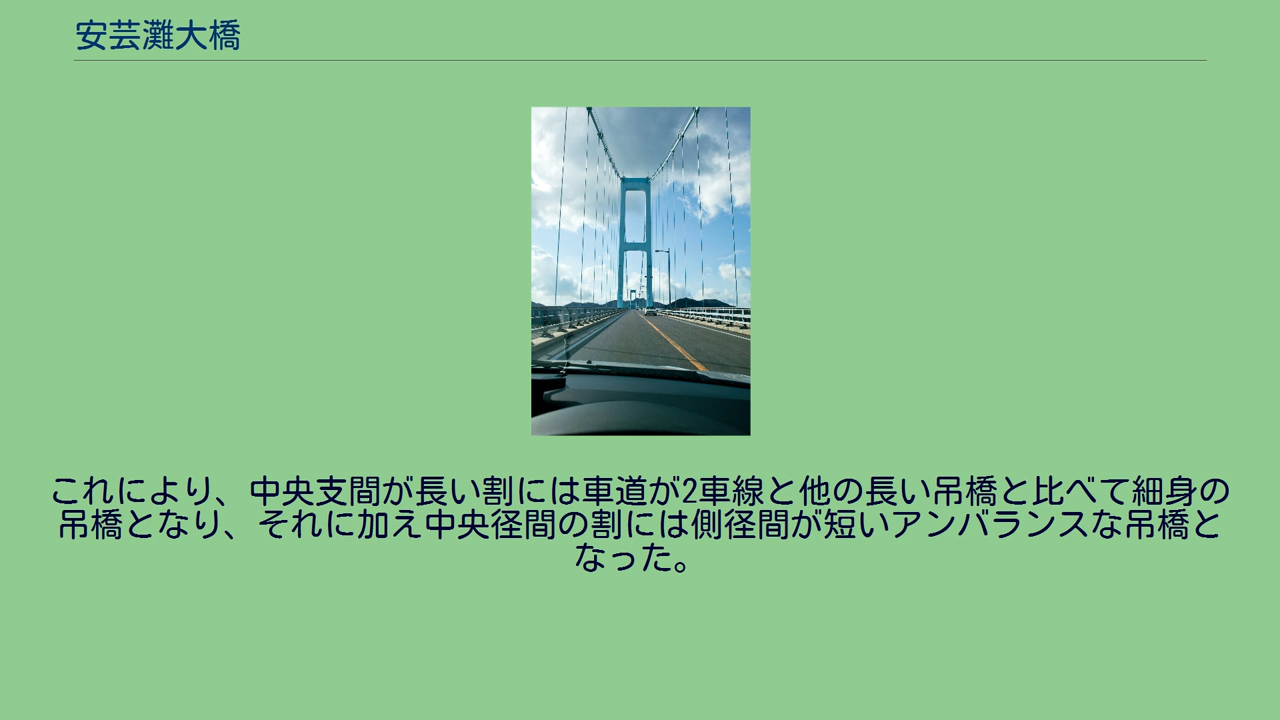 安芸灘大橋
これにより、中央支間が長い割には車道が2車線と他の長い吊橋と比べて細身の
吊橋となり、それに加え中央径間の割には側径間が短いアンバランスな吊橋と
なった。